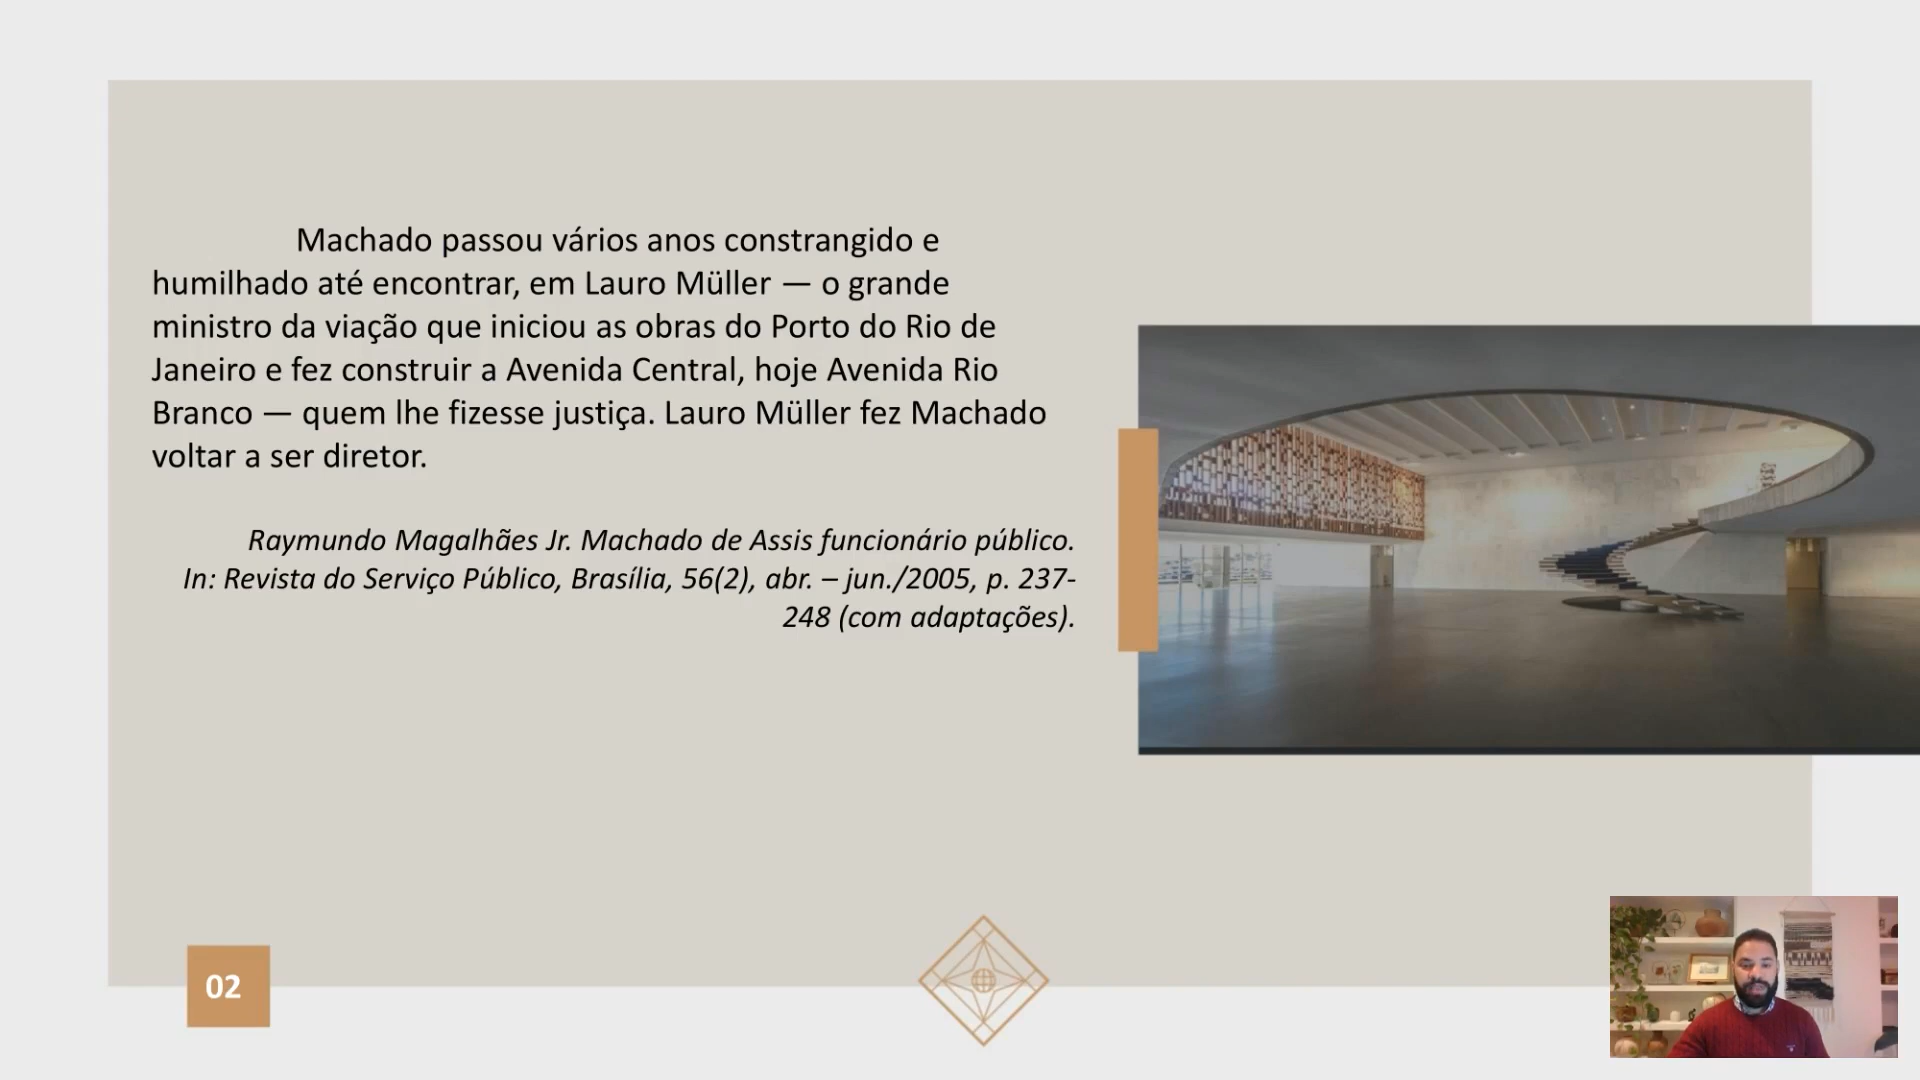 Machado passou vários anos constrangido e
humilhado até encontrar, em Lauro Müller — o grande
ministro da viação que iniciou as obras do Porto do Rio de
Janeiro e fez construir a Avenida Central, hoje Avenida Rio
Branco — quem lhe fizesse justiça. Lauro Müller fez Machado
voltar a ser diretor.
Raymundo Magalhães Jr. Machado de Assis funcionário público.
In: Revista do Serviço Público, Brasília, 56(2), abr. – jun./2005, p. 237-
248 (com adaptações).
02